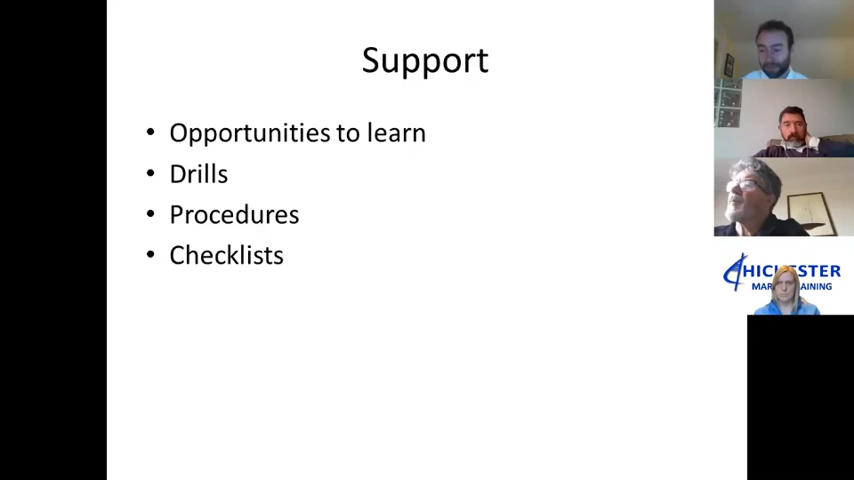 Support
• Opportunities to learn
• Drills
• Procedures
• Checklists